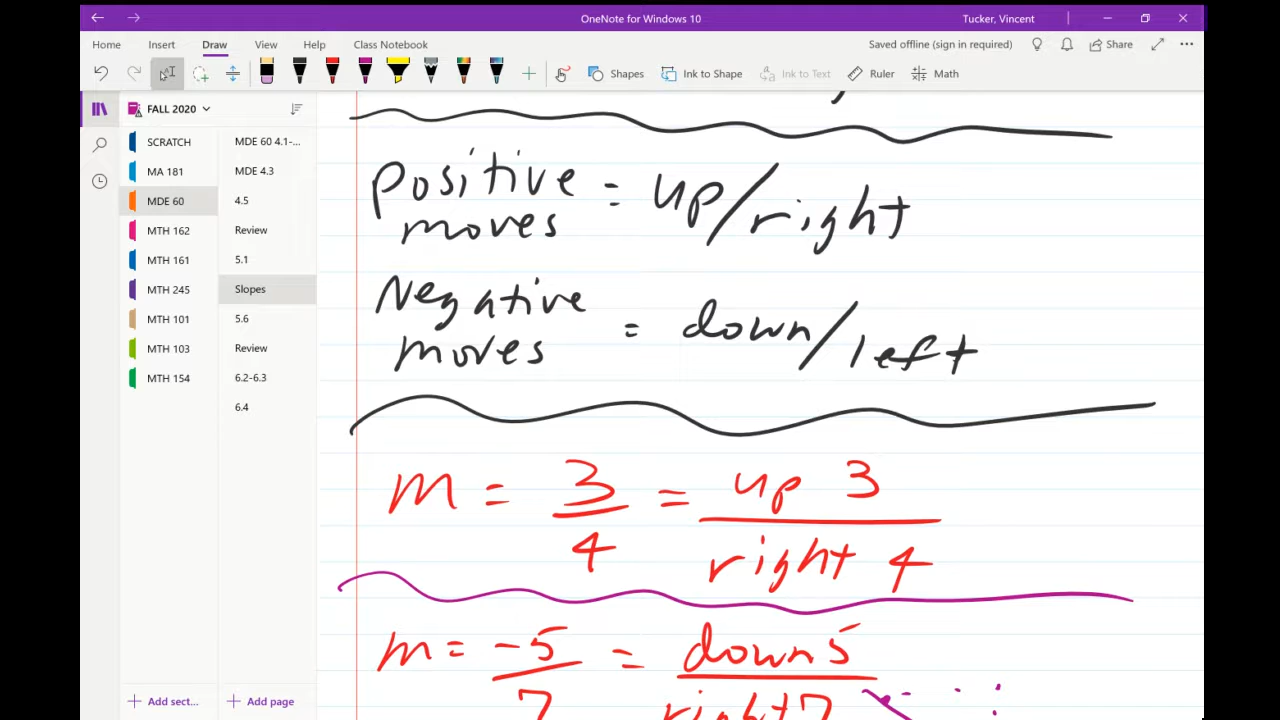 OneNote for Windows 10
Tucker, Vincent
Home Insert Draw View Help Class Notebook
Saved offline (sign in required)
Share
Shapes
Ink to Shape
Ink to Text
Ruler
Math
FALL 2020
SCRATCH
MA 181
MDE 60
MTH 162
MTH 161
MTH 245
MTH 101
MTH 103
MTH 154
Add sect...
MDE 60 4.1-...
MDE 4.3
4.5
Review
5.1
Slopes
5.6
Review
6.2-6.3
6.4
Add page
Positive
moves = up/right
Negative
moves = down/left
m = 3/4 = up 3/right 4
m = -5/7 = down 5/right 7